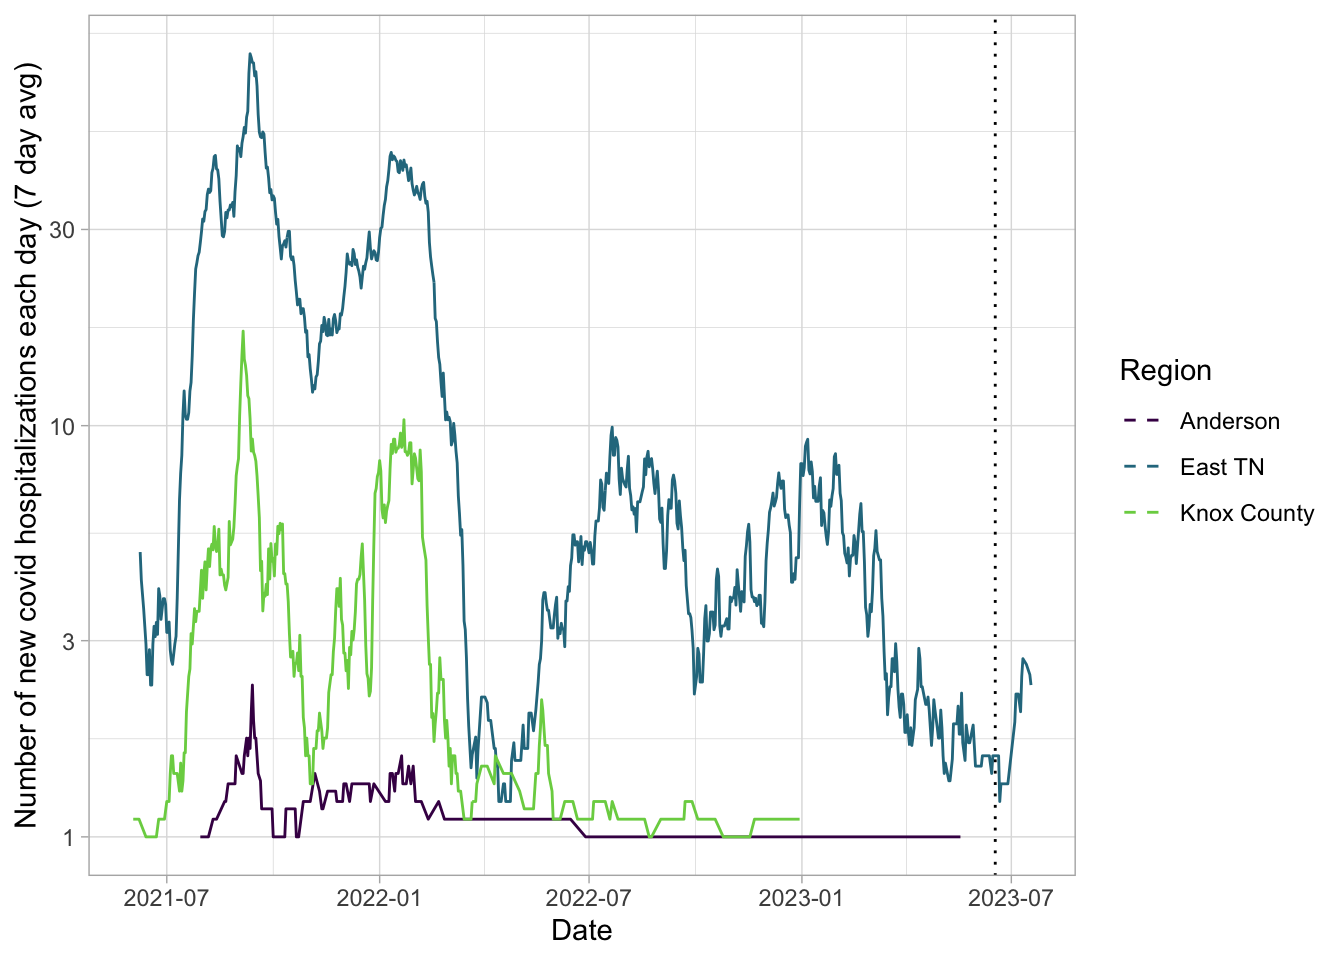 Number of new covid hospitalizations each day (7 day avg)
30
10
3
1
2021-07
2022-01
2022-07
2023-01
2023-07
Date
Region
Anderson
East TN
Knox County